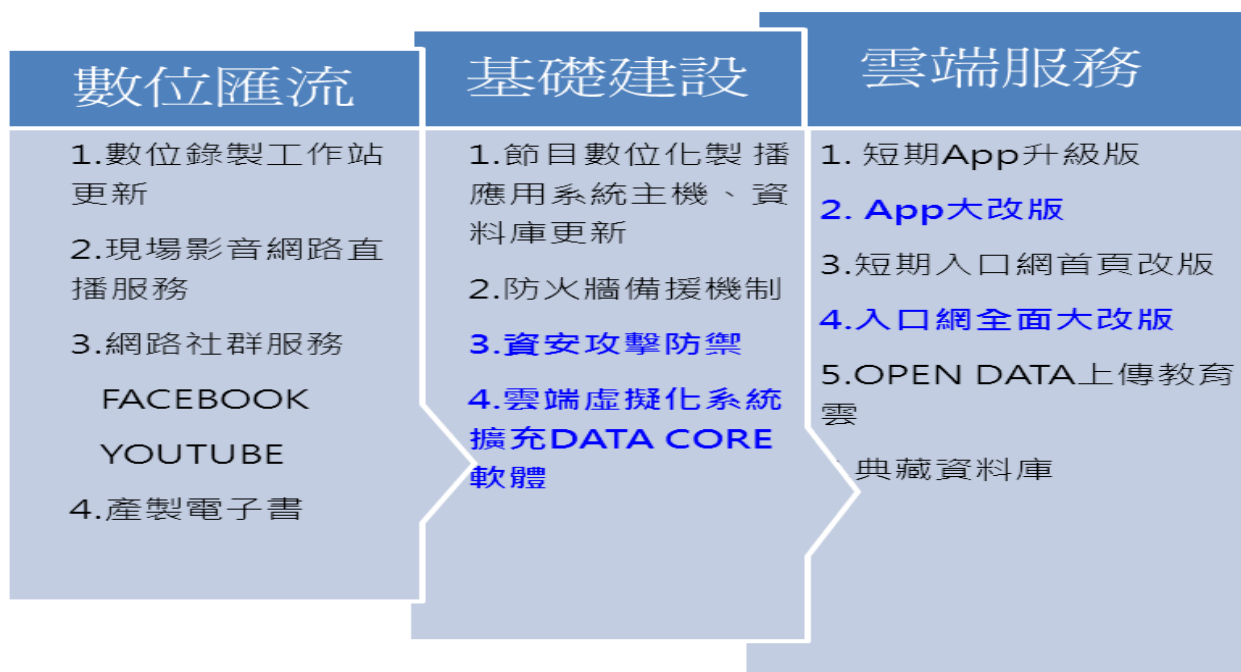 數位匯流
1.數位錄製工作站
更新
2.現場影音網路直
播服務
3.網路社群服務
FACEBOOK
YOUTUBE
4.產製電子書
基礎建設
1.節目數位化製播
應用系統主機、資
料庫更新
2.防火牆備援機制
3.資安攻擊防禦
4.雲端虛擬化系統
擴充DATA CORE
軟體
雲端服務
1. 短期App升級版
2. App大改版
3.短期入口網首頁改版
4.入口網全面大改版
5.OPEN DATA上傳教育
雲
典藏資料庫